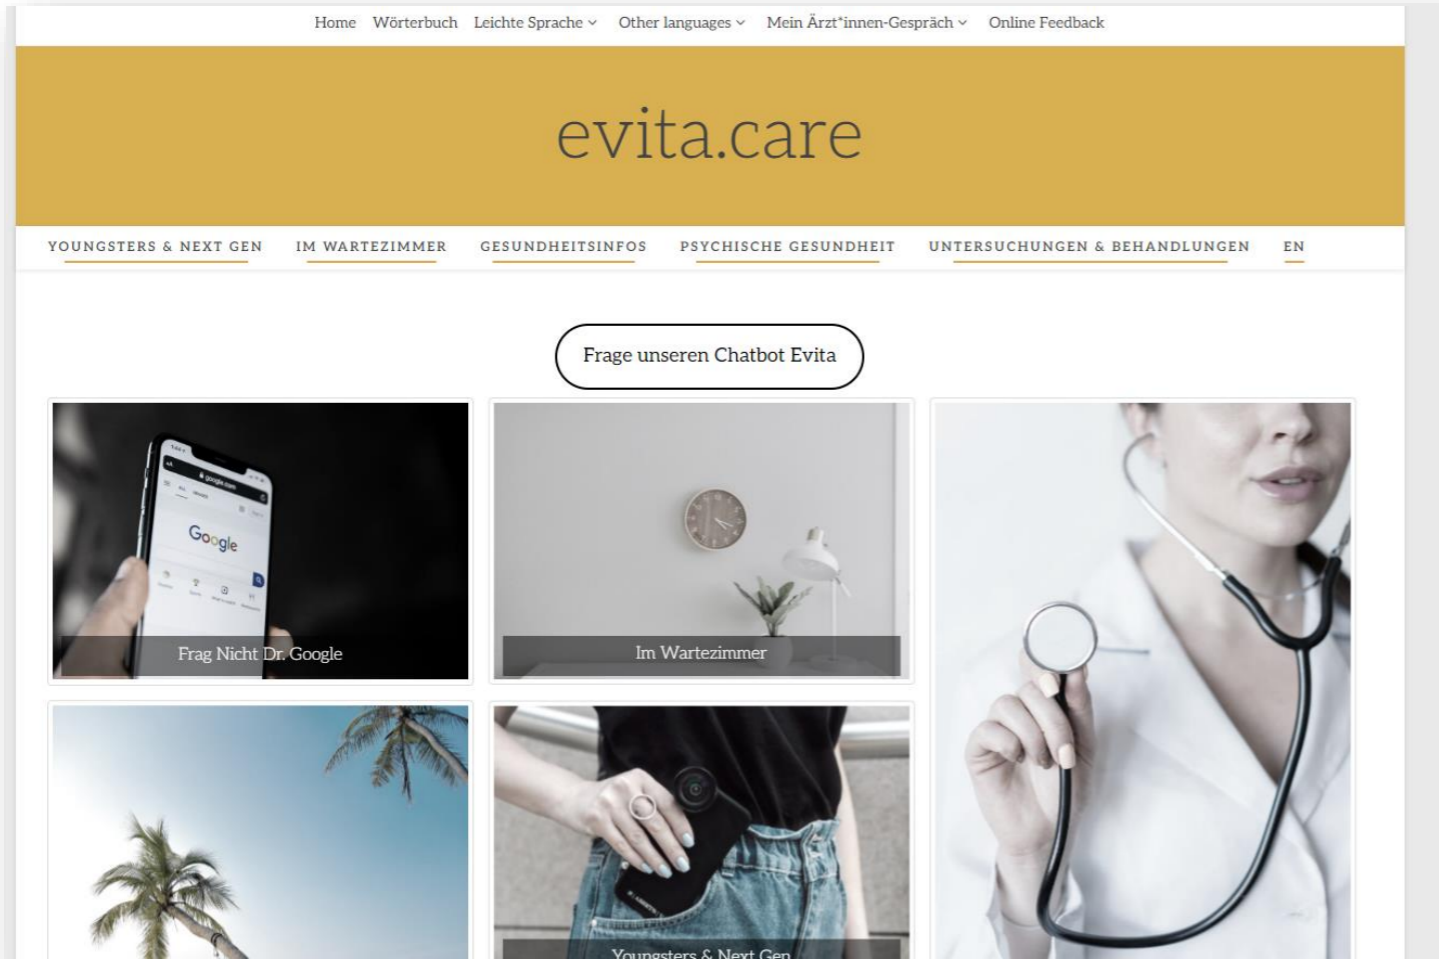 Home Wörterbuch Leichte Sprache Other languages Mein Ärzt*innen-Gespräch Online Feedback
evita.care
YOUNGSTERS & NEXT GEN IM WARTEZIMMER GESUNDHEITSINFOS PSYCHISCHE GESUNDHEIT UNTERSUCHUNGEN & BEHANDLUNGEN EN
Frage unseren Chatbot Evita
google.com
Google
Frag Nicht Dr. Google
Im Wartezimmer
Youngsters & Next Gen